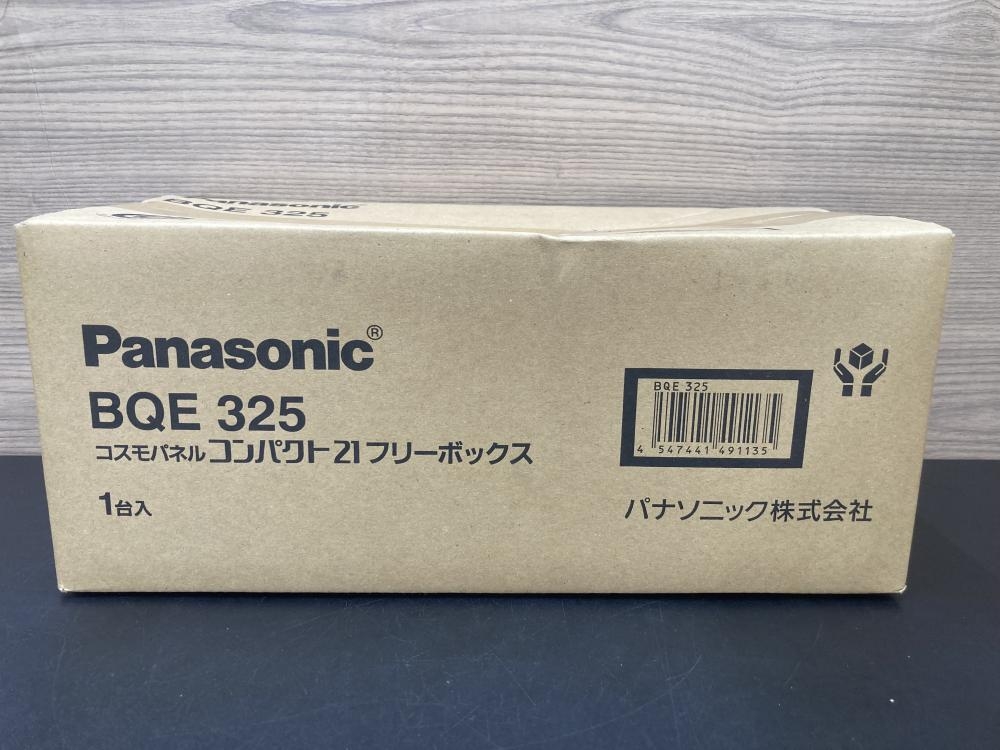 Panasonic
BQE 325
Panasonic®
BQE 325
コスモパネル コンパクト21 フリーボックス
1台入
BQE 325
4 547441 491135
パナソニック株式会社